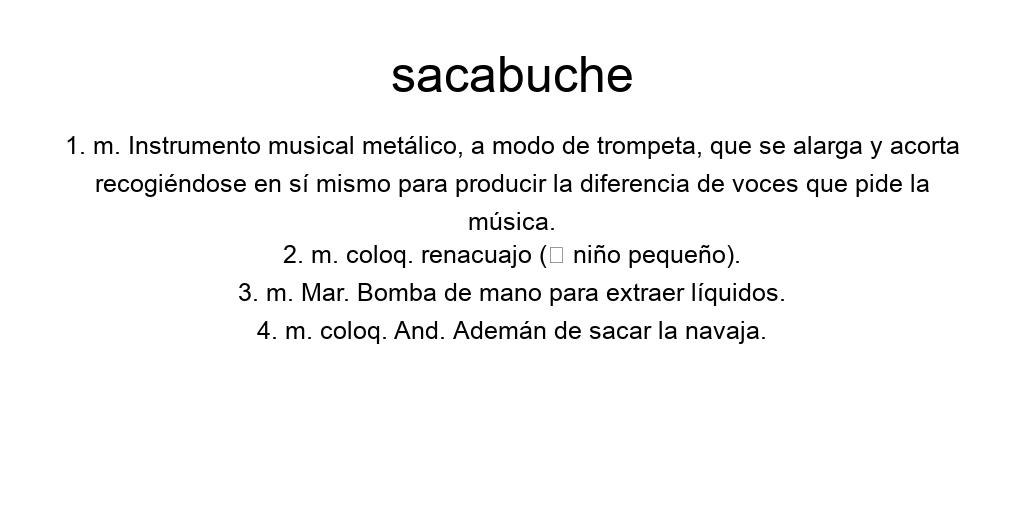 sacabuche
1. m. Instrumento musical metálico, a modo de trompeta, que se alarga y acorta
recogiéndose en sí mismo para producir la diferencia de voces que pide la
música.
2. m. coloq. renacuajo (□ niño pequeño).
3. m. Mar. Bomba de mano para extraer líquidos.
4. m. coloq. And. Ademán de sacar la navaja.